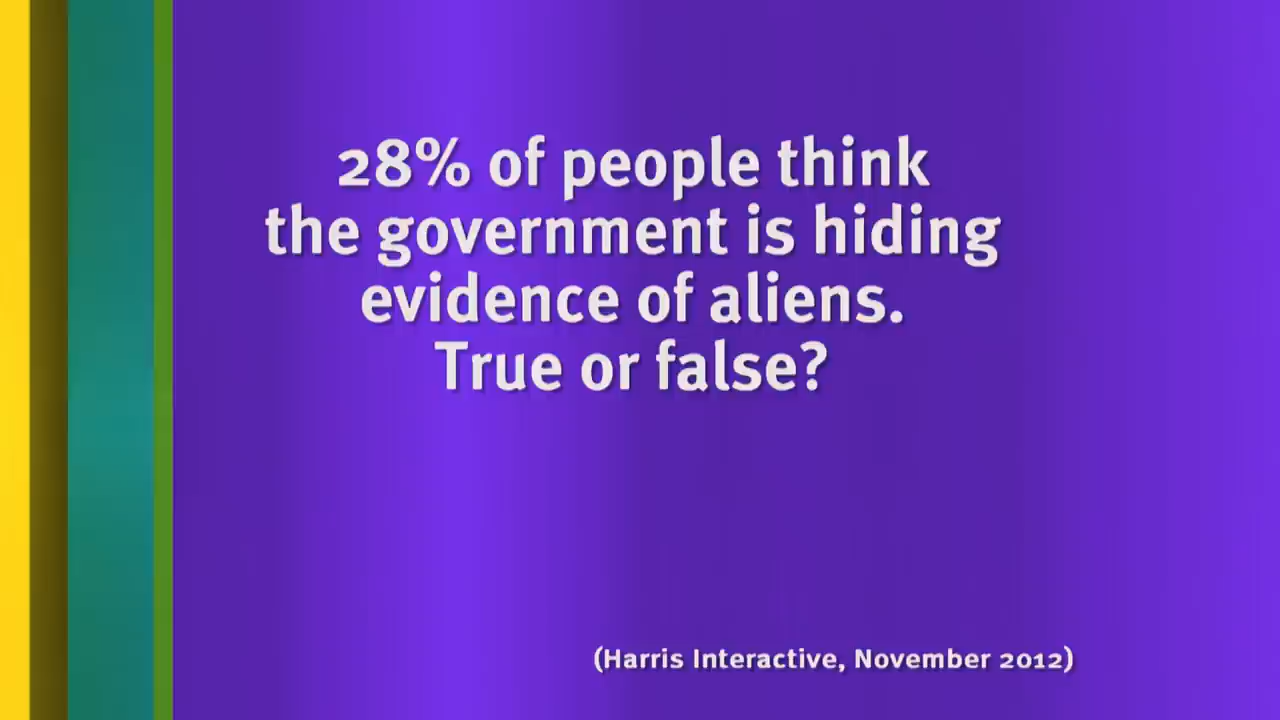 28% of people think
the government is hiding
evidence of aliens.
True or false?
(Harris Interactive, November 2012)